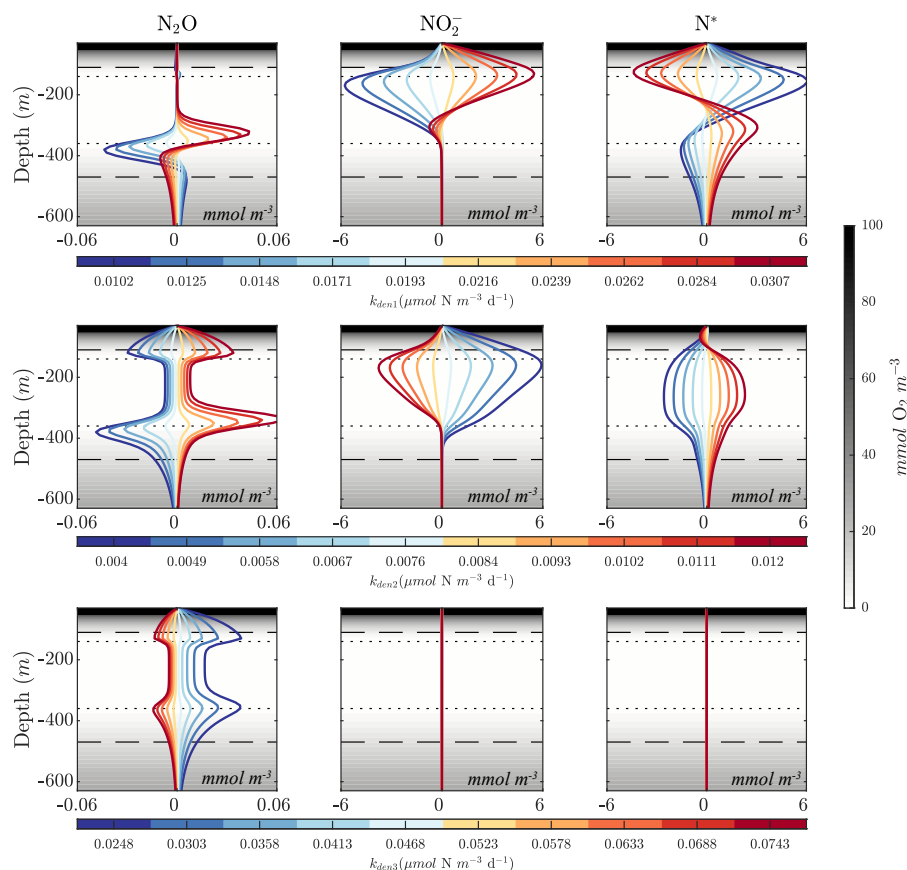 N₂O NO₂⁻ N*
Depth (m)
-200
-400
-600
mmol m⁻³ mmol m⁻³ mmol m⁻³
-0.06 0 0.06 -6 0 6 -6 0 6
0.0102 0.0125 0.0148 0.0171 0.0193 0.0216 0.0239 0.0262 0.0284 0.0307
k_den1(μmol N m⁻³ d⁻¹)
Depth (m)
-200
-400
-600
mmol m⁻³ mmol m⁻³ mmol m⁻³
-0.06 0 0.06 -6 0 6 -6 0 6
0.004 0.0049 0.0058 0.0067 0.0076 0.0084 0.0093 0.0102 0.0111 0.012
k_den2(μmol N m⁻³ d⁻¹)
Depth (m)
-200
-400
-600
mmol m⁻³ mmol m⁻³ mmol m⁻³
-0.06 0 0.06 -6 0 6 -6 0 6
0.0248 0.0303 0.0358 0.0413 0.0468 0.0523 0.0578 0.0633 0.0688 0.0743
k_den3(μmol N m⁻³ d⁻¹)
100
80
60
40
20
0
mmol O₂ m⁻³